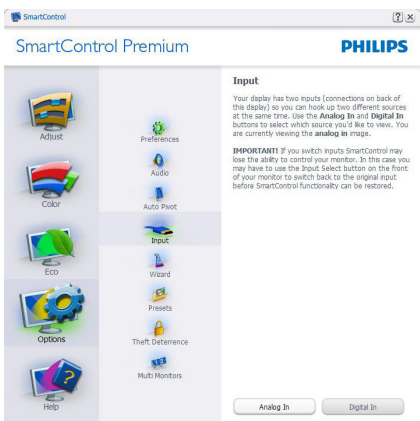 SmartControl
? ×
SmartControl Premium
PHILIPS
Adjust
Color
Eco
Options
Help
Preferences
Audio
Auto Pivot
Input
Wizard
Presets
Theft Deterrence
Multi Monitors
Input
Your display has two inputs (connections on back of
this display) so you can hook up two different sources
at the same time. Use the Analog In and Digital In
buttons to select which source you'd like to view. You
are currently viewing the analog in image.
IMPORTANT! If you switch inputs SmartControl may
lose the ability to control your monitor. In this case you
may have to use the Input Select button on the front
of your monitor to switch back to the original input
before SmartControl functionality can be restored.
Analog In
Digital In